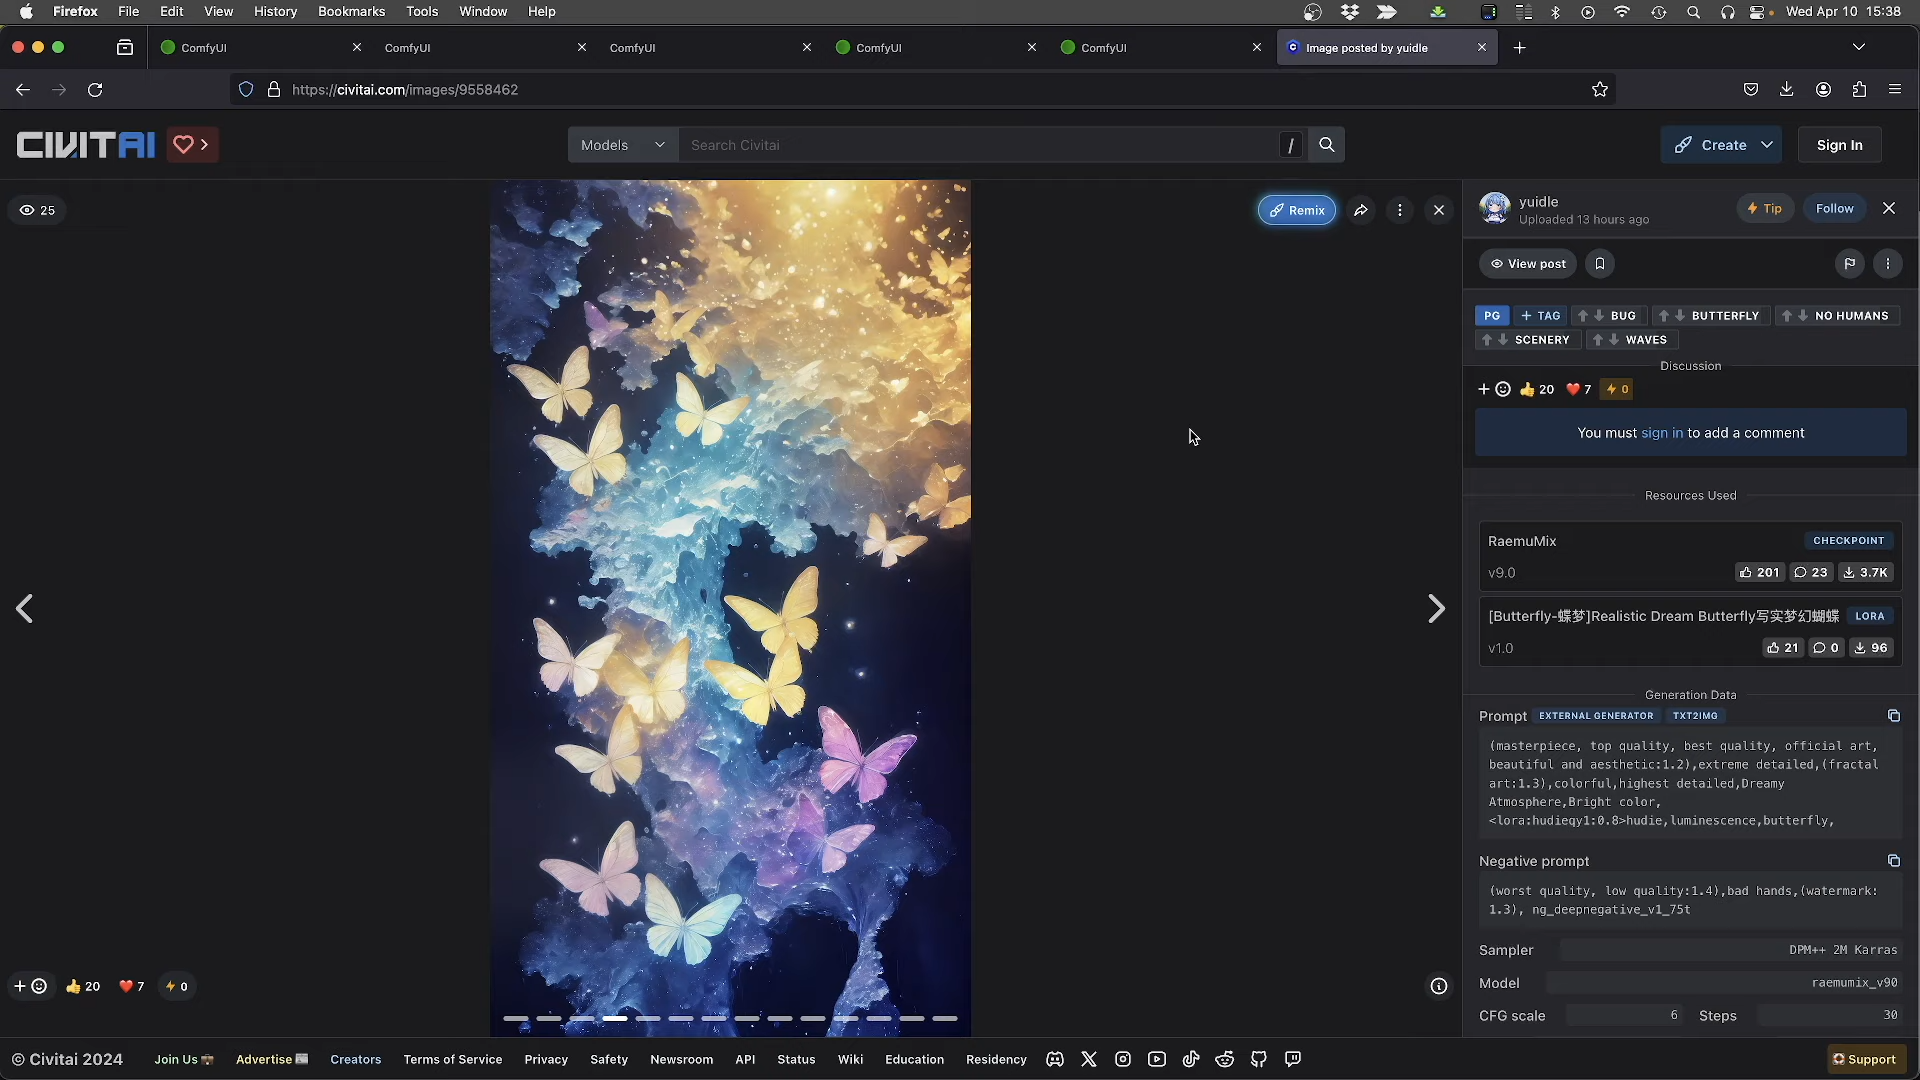 Firefox File Edit View History Bookmarks Tools Window Help Wed Apr 10 15:38
ComfyUI ComfyUI ComfyUI ComfyUI ComfyUI Image posted by yuidle
https://civitai.com/images/9558462
CIVITAI Models Search Civitai / Create Sign In
25 Remix
yuidle
Uploaded 13 hours ago
Tip Follow
View post
PG + TAG BUG BUTTERFLY NO HUMANS
SCENERY WAVES
Discussion
20 7 0
You must sign in to add a comment
Resources Used
RaemuMix CHECKPOINT
v9.0 201 23 3.7K
[Butterfly-蝶梦]Realistic Dream Butterfly写实梦幻蝴蝶 LORA
v1.0 21 0 96
Generation Data
Prompt EXTERNAL GENERATOR TXT2IMG
(masterpiece, top quality, best quality, official art,
beautiful and aesthetic:1.2),extreme detailed,(fractal
art:1.3),colorful,highest detailed,Dreamy
Atmosphere,Bright color,
<lora:hudieqy1:0.8>hudie,luminescence,butterfly,
Negative prompt
(worst quality, low quality:1.4),bad hands,(watermark:
1.3), ng_deepnegative_v1_75t
Sampler DPM++ 2M Karras
Model raemumix_v90
CFG scale 6 Steps 30
20 7 0
© Civitai 2024 Join Us Advertise Creators Terms of Service Privacy Safety Newsroom API Status Wiki Education Residency Support